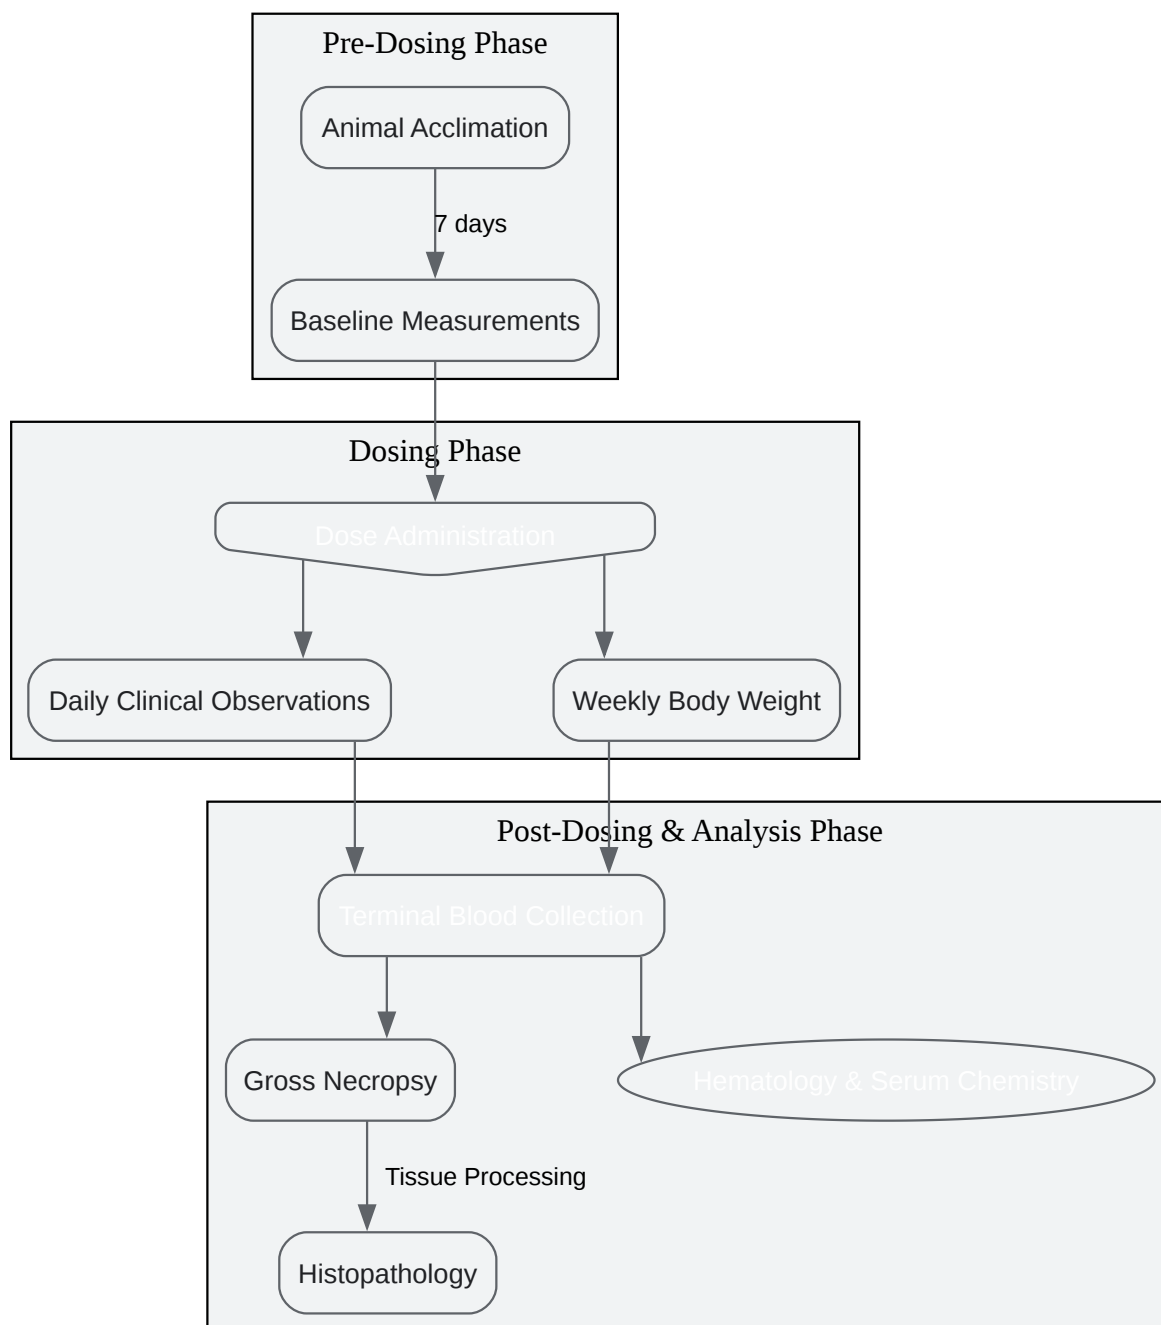 Pre-Dosing Phase
Animal Acclimation
7 days
Baseline Measurements
Dosing Phase
Dose Administration
Daily Clinical Observations
Weekly Body Weight
Post-Dosing & Analysis Phase
Terminal Blood Collection
Gross Necropsy
Hematology & Serum Chemistry
Tissue Processing
Histopathology